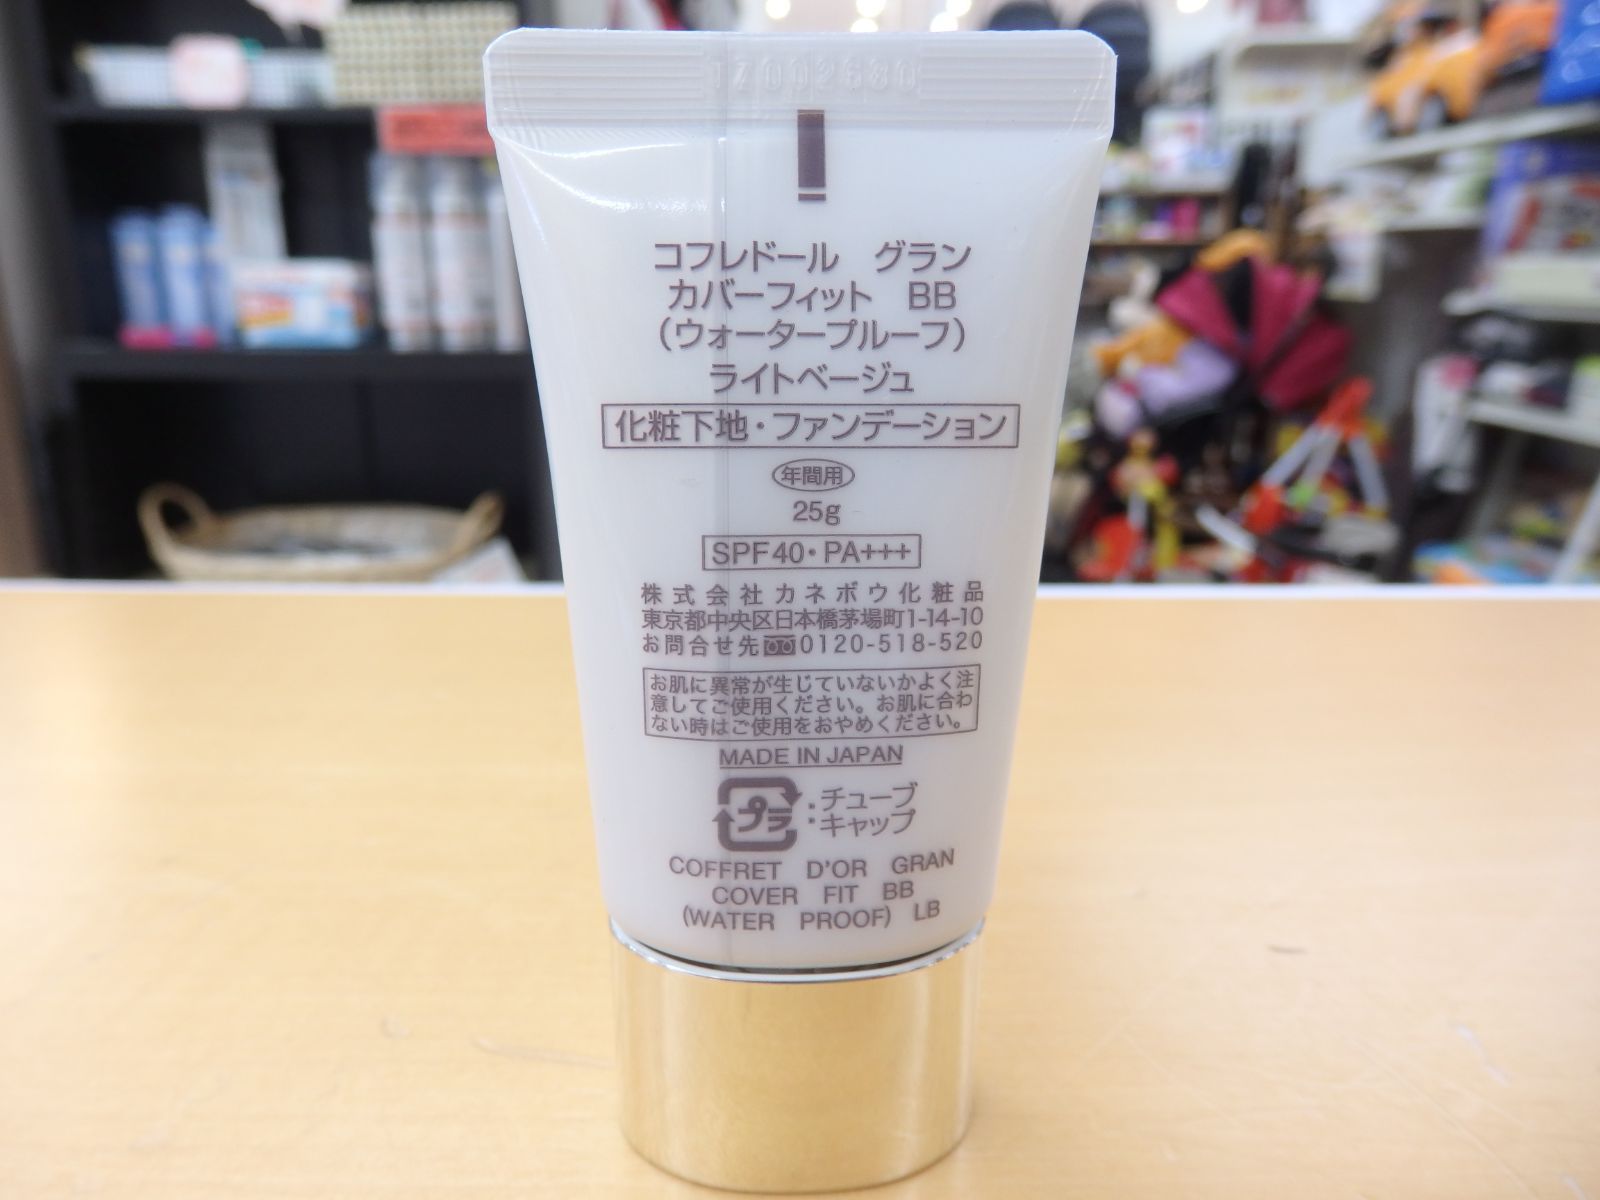 TZ002680
コフレドール グラン
カバーフィット BB
(ウォータープルーフ)
ライトベージュ
化粧下地・ファンデーション
年間用
25g
SPF40・PA+++
株式会社カネボウ化粧品
東京都中央区日本橋茅場町1-14-10
お問合せ先 0120-518-520
お肌に異常が生じていないかよく注
意してご使用ください。お肌に合わ
ない時はご使用をおやめください。
MADE IN JAPAN
プラ :チューブ
:キャップ
COFFRET D'OR GRAN
COVER FIT BB
(WATER PROOF) LB